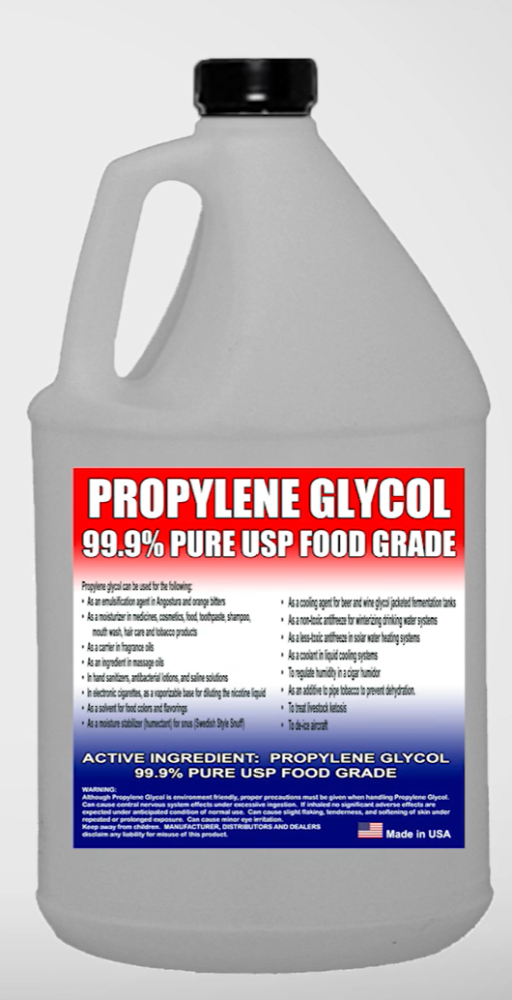 PROPYLENE GLYCOL
99.9% PURE USP FOOD GRADE
Propylene glycol can be used for the following:
• As an emulsification agent in Angostura and orange bitters
• As a moisturizer in medicines, cosmetics, food, toothpaste, shampoo,
mouth wash, hair care and tobacco products
• As a carrier in fragrance oils
• As an ingredient in massage oils
• In hand sanitizers, antibacterial lotions, and saline solutions
• In electronic cigarettes, as a vaporizable base for diluting the nicotine liquid
• As a solvent for food colors and flavorings
• As a moisture stabilizer (humectant) for snus (Swedish Style Snuff)
• As a cooling agent for beer and wine glycol jacketed fermentation tanks
• As a non-toxic antifreeze for winterizing drinking water systems
• As a less-toxic antifreeze in solar water heating systems
• As a coolant in liquid cooling systems
• To regulate humidity in a cigar humidor
• As an additive to pipe tobacco to prevent dehydration.
• To treat livestock ketosis
• To de-ice aircraft
ACTIVE INGREDIENT: PROPYLENE GLYCOL
99.9% PURE USP FOOD GRADE
WARNING:
Although Propylene Glycol is environment friendly, proper precautions must be given when handling Propylene Glycol.
Can cause central nervous system effects under excessive ingestion. If inhaled no significant adverse effects are
expected under anticipated condition of normal use. Can cause slight flaking, tenderness, and softening of skin under
repeated or prolonged exposure. Can cause minor eye irritation.
Keep away from children. MANUFACTURER, DISTRIBUTORS AND DEALERS
disclaim any liability for misuse of this product.
Made in USA